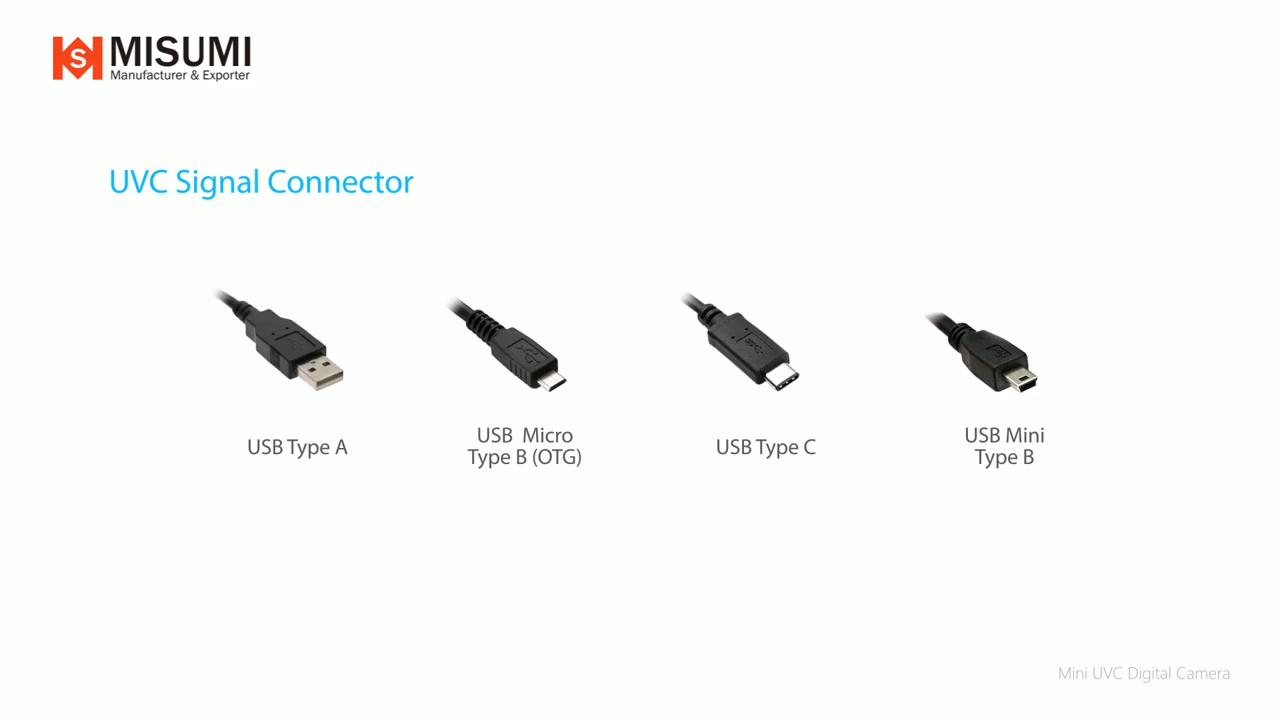 S
MISUMI
Manufacturer & Exporter
UVC Signal Connector
USB Type A
USB Micro
Type B (OTG)
USB Type C
USB Mini
Type B
Mini UVC Digital Camera